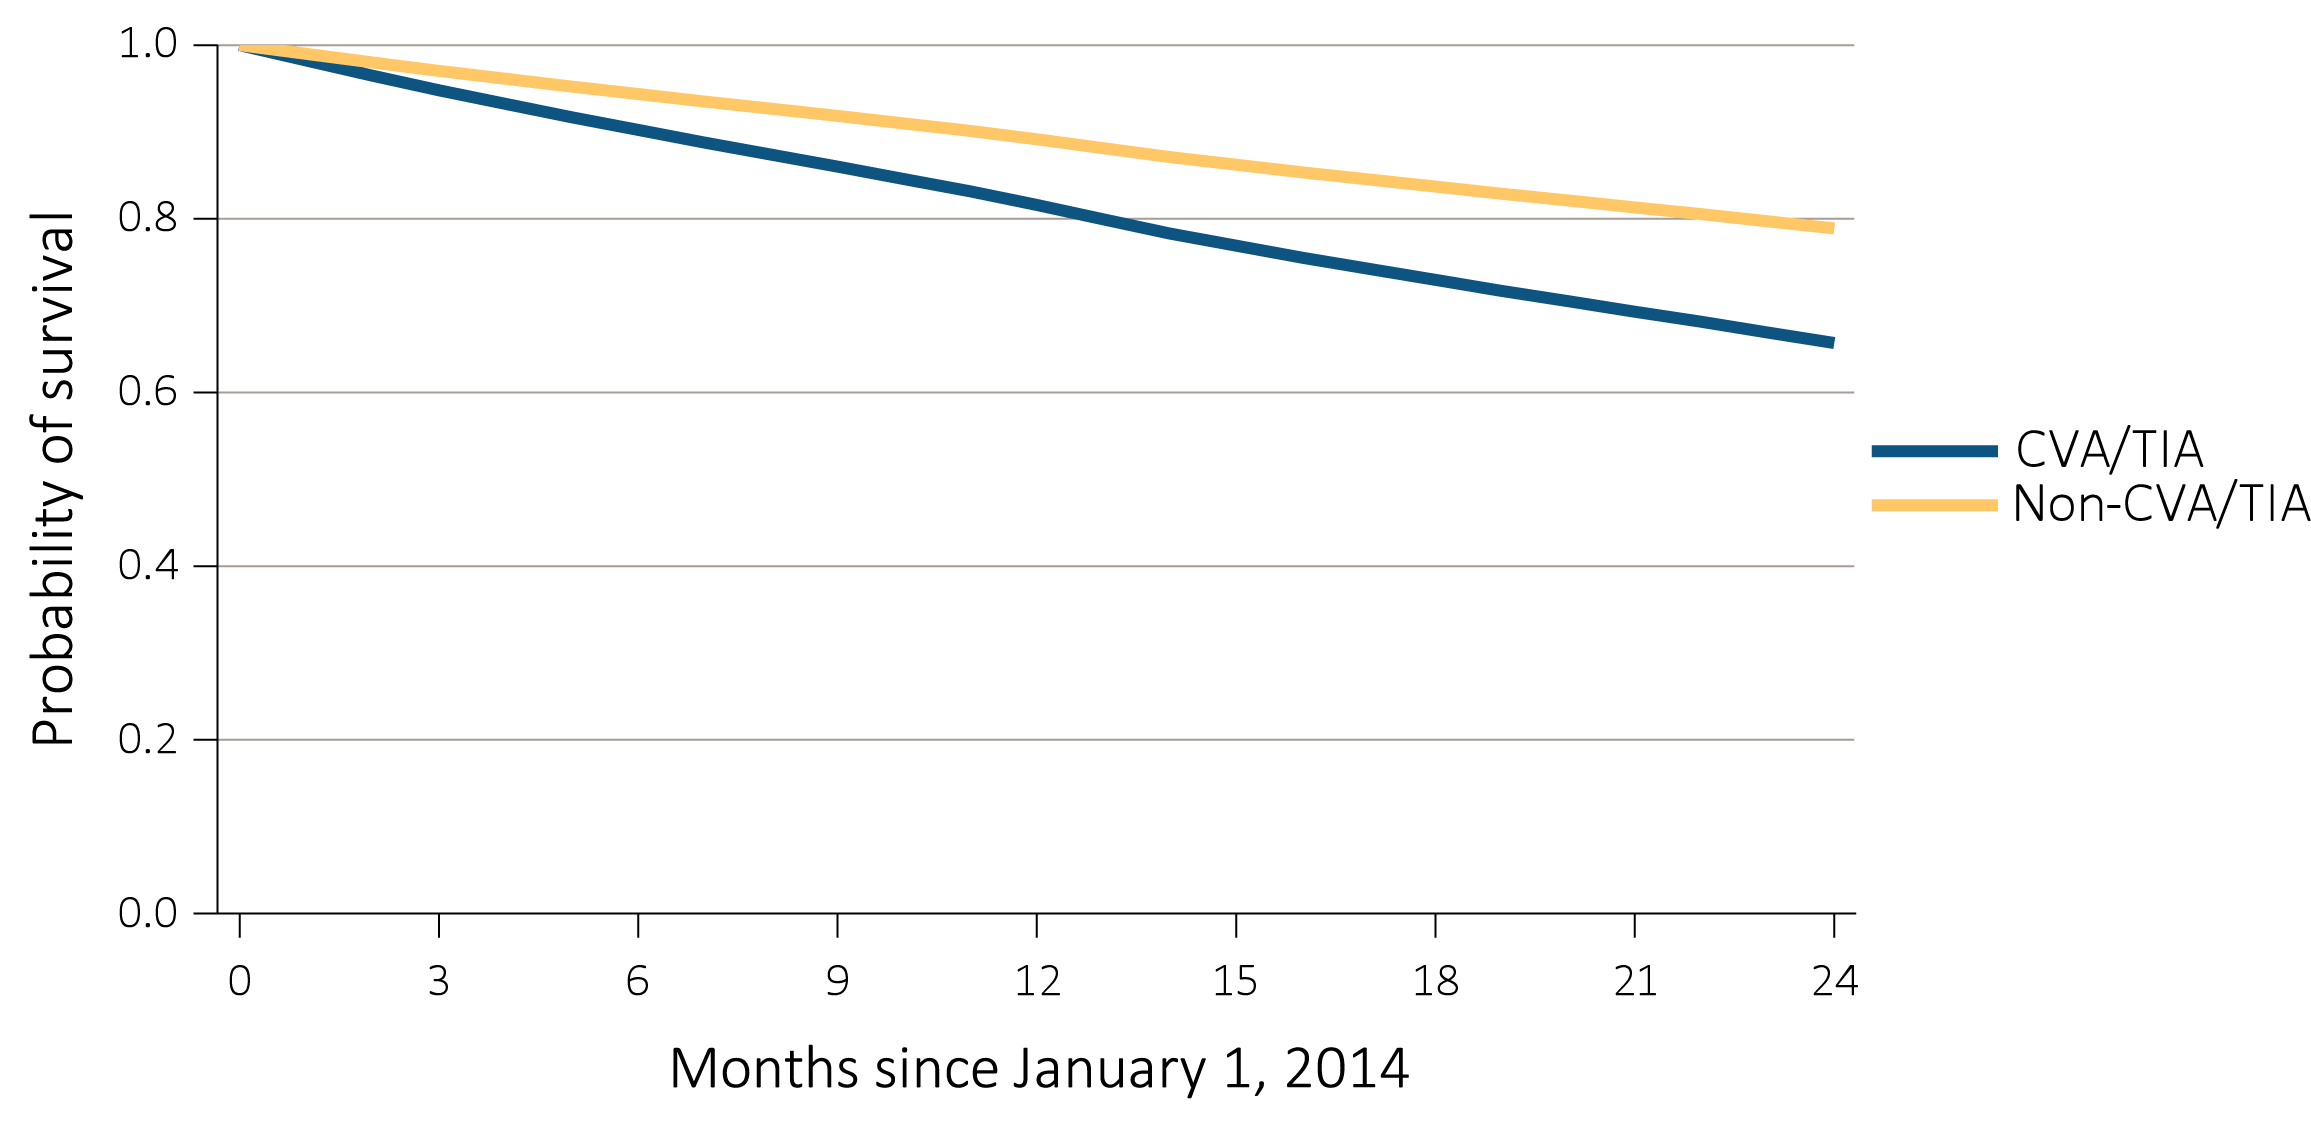 Probability of survival
1.0
0.8
0.6
0.4
0.2
0.0
0 3 6 9 12 15 18 21 24
Months since January 1, 2014
CVA/TIA
Non-CVA/TIA